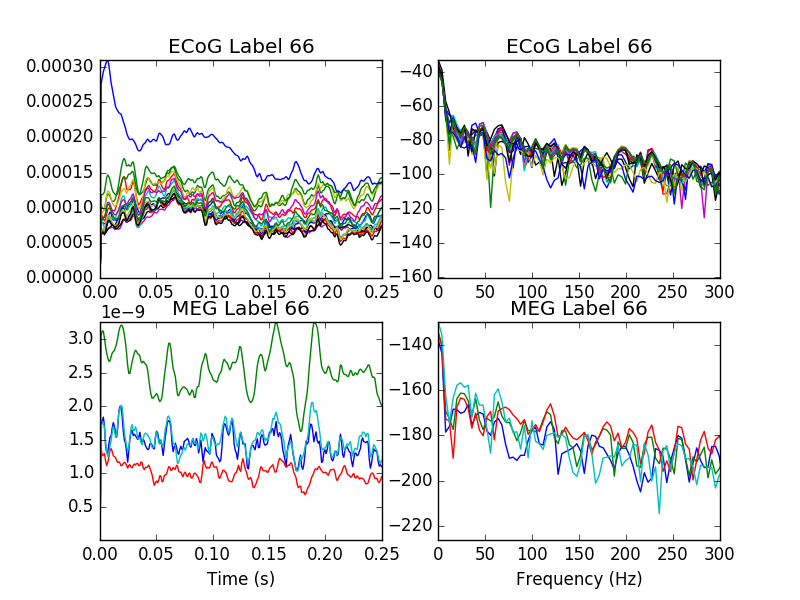 ECoG Label 66
0.00030
0.00025
0.00020
0.00015
0.00010
0.00005
0.00000
0.00 0.05 0.10 0.15 0.20 0.25
ECoG Label 66
−40
−60
−80
−100
−120
−140
−160
0 50 100 150 200 250 300
MEG Label 66
1e−9
3.0
2.5
2.0
1.5
1.0
0.5
0.00 0.05 0.10 0.15 0.20 0.25
Time (s)
MEG Label 66
−140
−160
−180
−200
−220
0 50 100 150 200 250 300
Frequency (Hz)